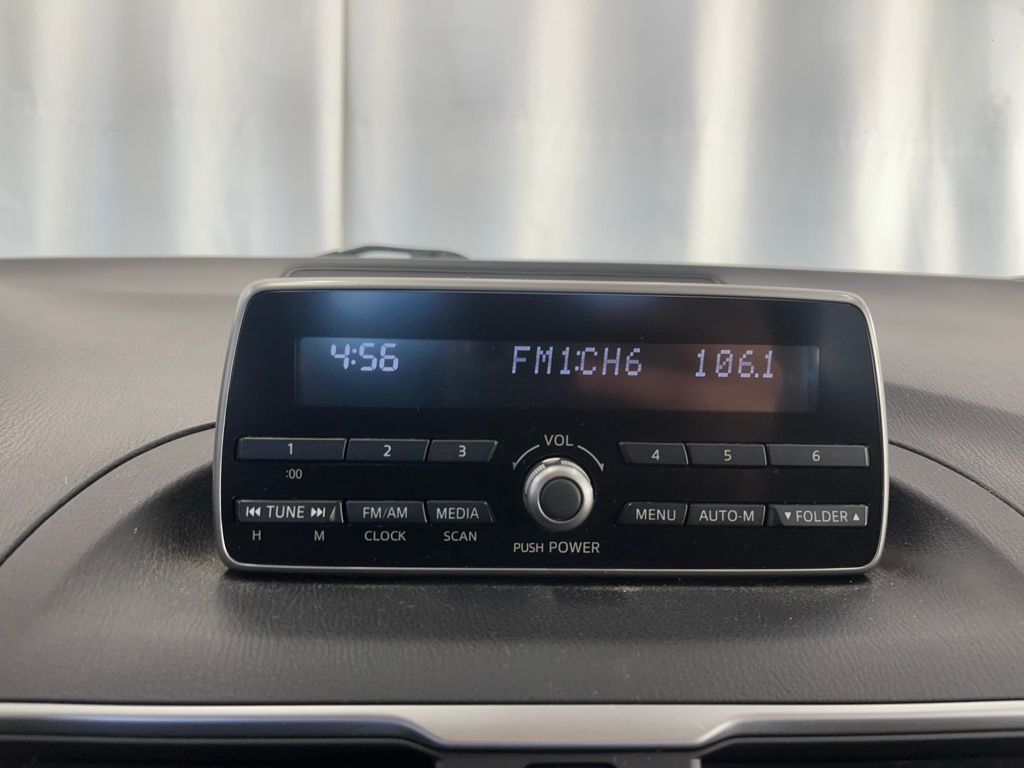 4:56 FM1:CH6 106.1
VOL
1 2 3 4 5 6
:00
⏮ TUNE ⏭ FM/AM MEDIA MENU AUTO-M ▼ FOLDER ▲
H M CLOCK SCAN
PUSH POWER